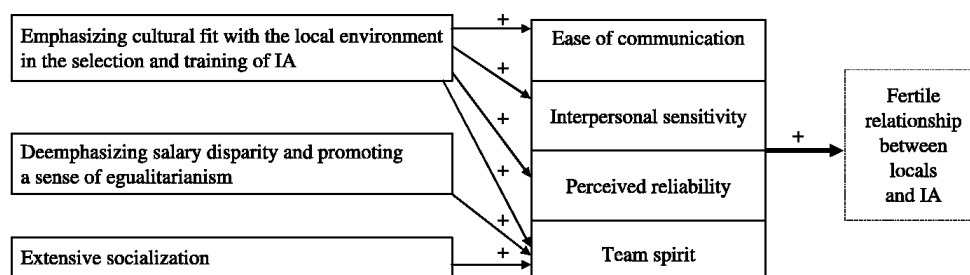 Emphasizing cultural fit with the local environment
in the selection and training of IA
Deemphasizing salary disparity and promoting
a sense of egualitarianism
Extensive socialization
+
+
+
+
+
+
Ease of communication
Interpersonal sensitivity
Perceived reliability
Team spirit
+
Fertile
relationship
between
locals
and IA